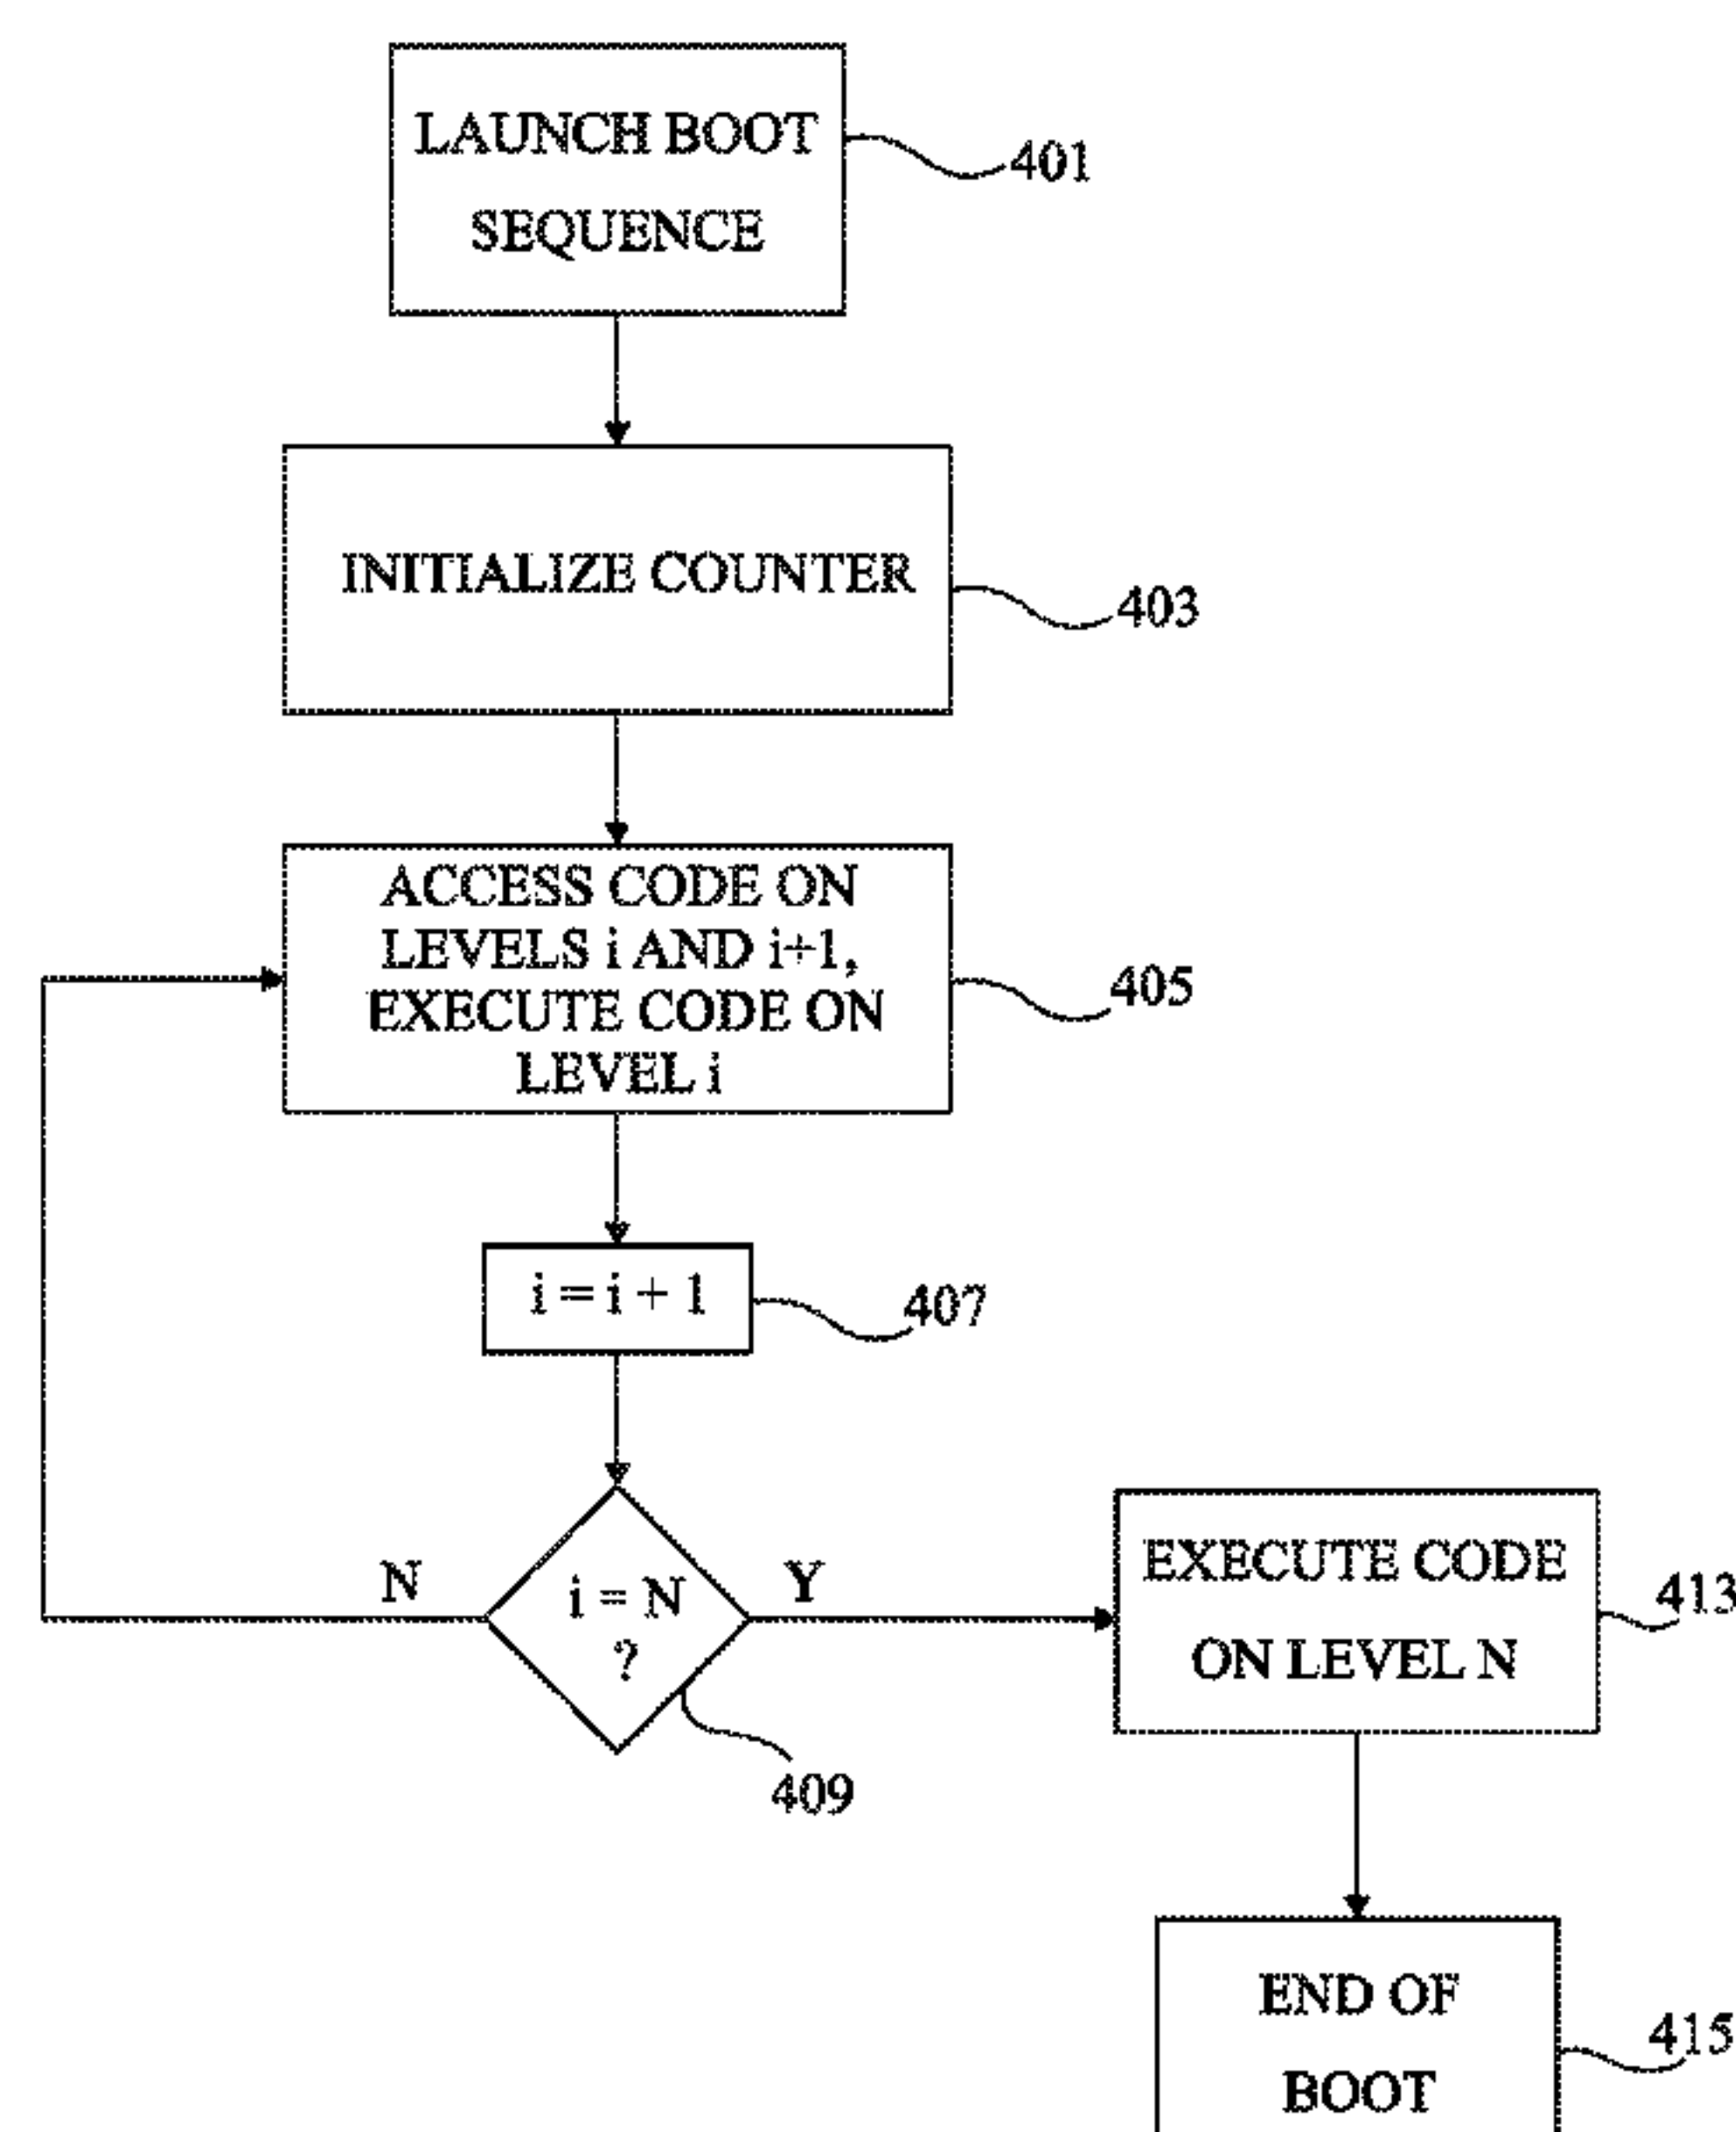 LAUNCH BOOT
SEQUENCE
401
INITIALIZE COUNTER
403
ACCESS CODE ON
LEVELS i AND i+1,
EXECUTE CODE ON
LEVEL i
405
i = i + 1
407
N
i = N
?
Y
409
EXECUTE CODE
ON LEVEL N
413
END OF
BOOT
415